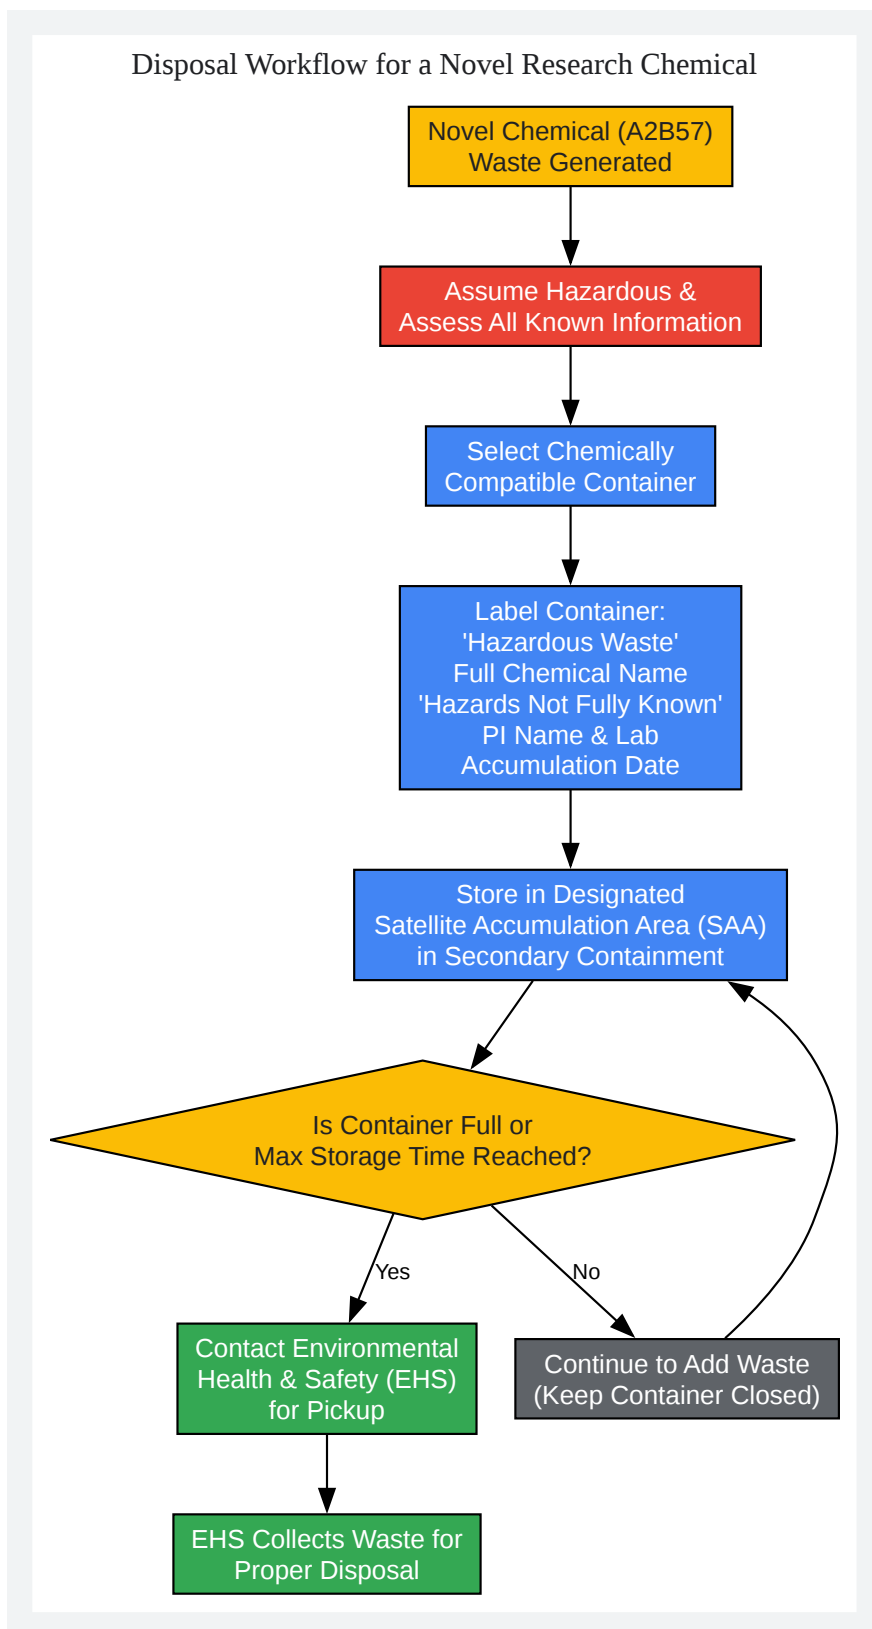 Disposal Workflow for a Novel Research Chemical
Novel Chemical (A2B57)
Waste Generated
Assume Hazardous &
Assess All Known Information
Select Chemically
Compatible Container
Label Container:
'Hazardous Waste'
Full Chemical Name
'Hazards Not Fully Known'
PI Name & Lab
Accumulation Date
Store in Designated
Satellite Accumulation Area (SAA)
in Secondary Containment
Is Container Full or
Max Storage Time Reached?
Yes
No
Contact Environmental
Health & Safety (EHS)
for Pickup
Continue to Add Waste
(Keep Container Closed)
EHS Collects Waste for
Proper Disposal